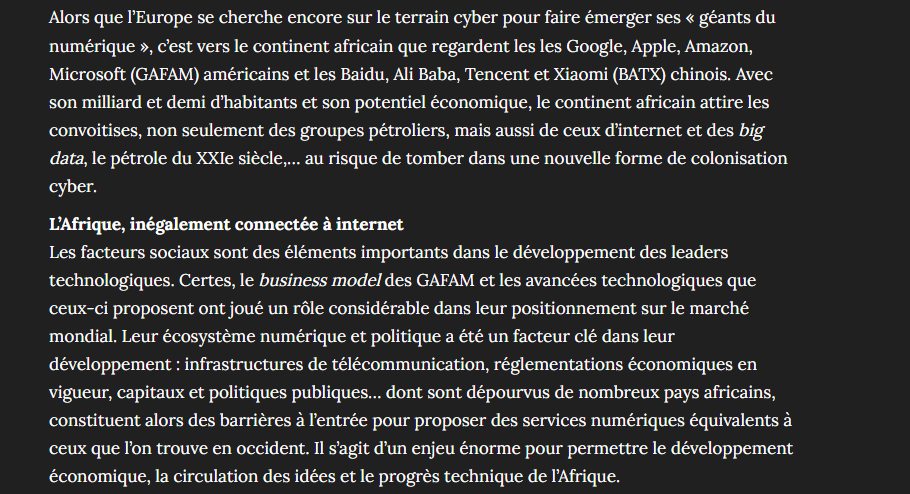 Alors que l’Europe se cherche encore sur le terrain cyber pour faire émerger ses « géants du
numérique », c’est vers le continent africain que regardent les les Google, Apple, Amazon,
Microsoft (GAFAM) américains et les Baidu, Ali Baba, Tencent et Xiaomi (BATX) chinois. Avec
son milliard et demi d’habitants et son potentiel économique, le continent africain attire les
convoitises, non seulement des groupes pétroliers, mais aussi de ceux d’internet et des big
data, le pétrole du XXIe siècle,… au risque de tomber dans une nouvelle forme de colonisation
cyber.
L’Afrique, inégalement connectée à internet
Les facteurs sociaux sont des éléments importants dans le développement des leaders
technologiques. Certes, le business model des GAFAM et les avancées technologiques que
ceux-ci proposent ont joué un rôle considérable dans leur positionnement sur le marché
mondial. Leur écosystème numérique et politique a été un facteur clé dans leur
développement : infrastructures de télécommunication, réglementations économiques en
vigueur, capitaux et politiques publiques… dont sont dépourvus de nombreux pays africains,
constituent alors des barrières à l’entrée pour proposer des services numériques équivalents à
ceux que l’on trouve en occident. Il s’agit d’un enjeu énorme pour permettre le développement
économique, la circulation des idées et le progrès technique de l’Afrique.